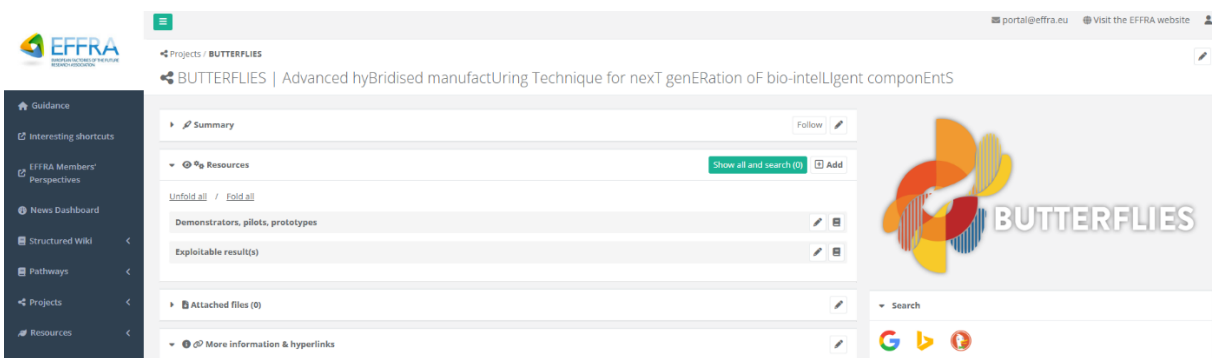 portal@effra.eu Visit the EFFRA website
EFFRA
EUROPEAN FACTORIES OF THE FUTURE
RESEARCH ASSOCIATION
Projects / BUTTERFLIES
BUTTERFLIES | Advanced hyBridised manufactUring Technique for nexT genERation oF bio-intelLIgent componEntS
Guidance
Interesting shortcuts
EFFRA Members'
Perspectives
News Dashboard
Structured Wiki
Pathways
Projects
Resources
Summary
Follow
Resources
Show all and search (0) Add
Unfold all / Fold all
Demonstrators, pilots, prototypes
Exploitable result(s)
Attached files (0)
More information & hyperlinks
BUTTERFLIES
Search